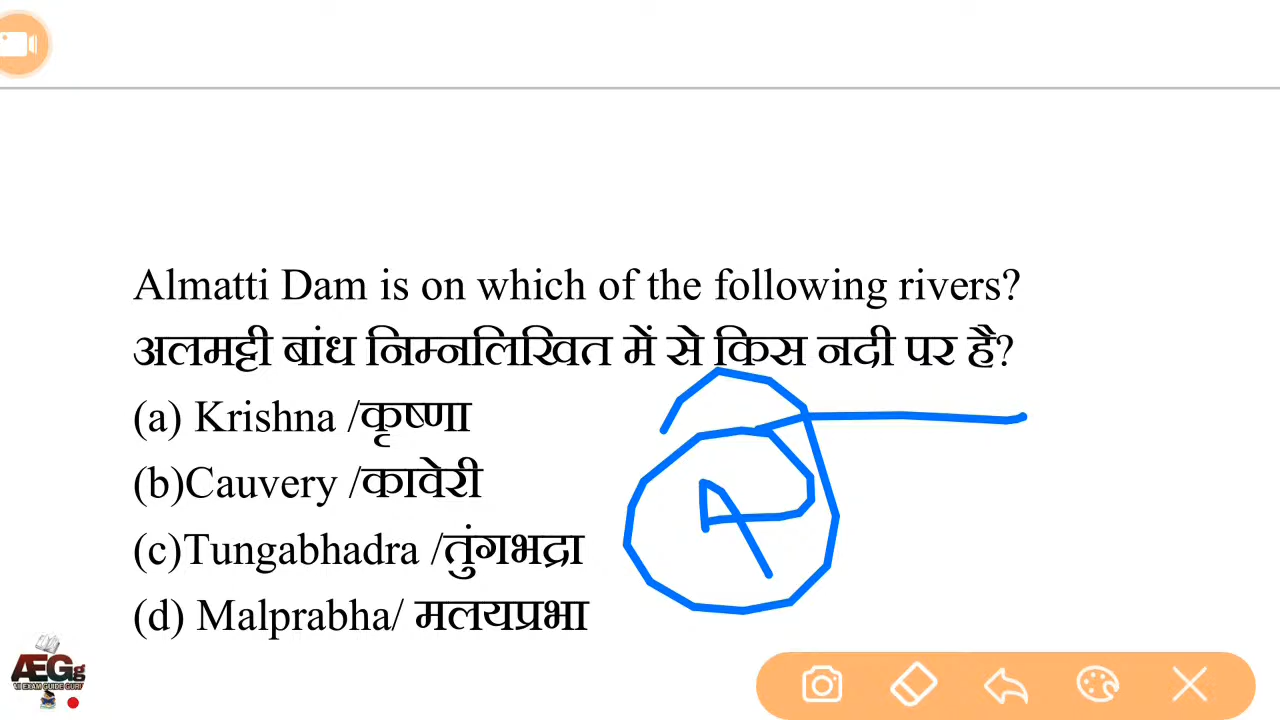 Almatti Dam is on which of the following rivers?
अलमट्टी बांध निम्नलिखित में से किस नदी पर है?
(a) Krishna /कृष्णा
(b)Cauvery /कावेरी
(c)Tungabhadra /तुंगभद्रा
(d) Malprabha/ मलयप्रभा
ÆGg